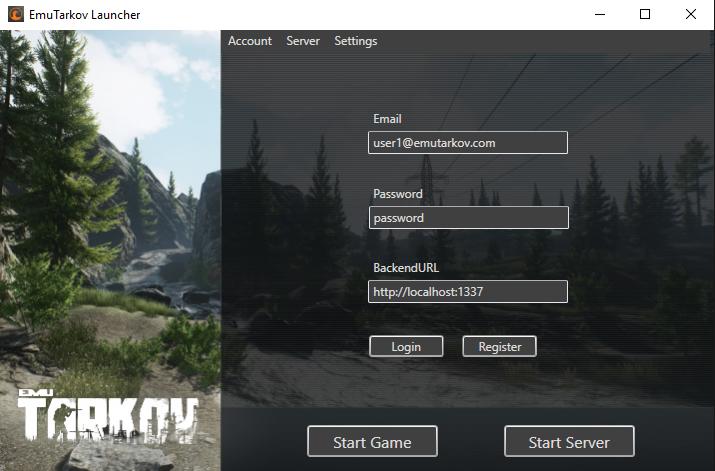 EmuTarkov Launcher
Account Server Settings
Email
user1@emutarkov.com
Password
password
BackendURL
http://localhost:1337
Login Register
EMU
TARKOV
Start Game Start Server